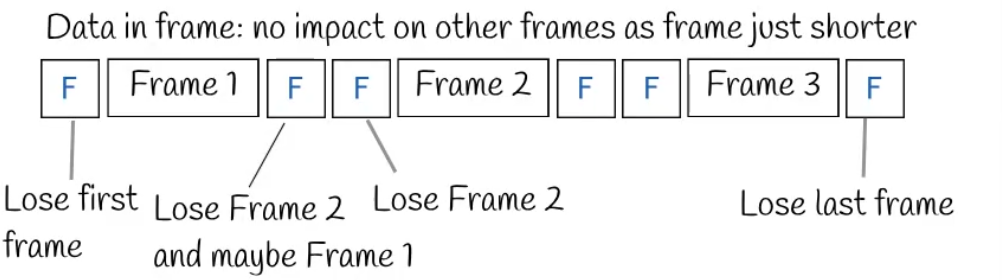 Data in frame: no impact on other frames as frame just shorter
F Frame 1 F F Frame 2 F F Frame 3 F
Lose first
frame
Lose Frame 2
and maybe Frame 1
Lose Frame 2
Lose last frame